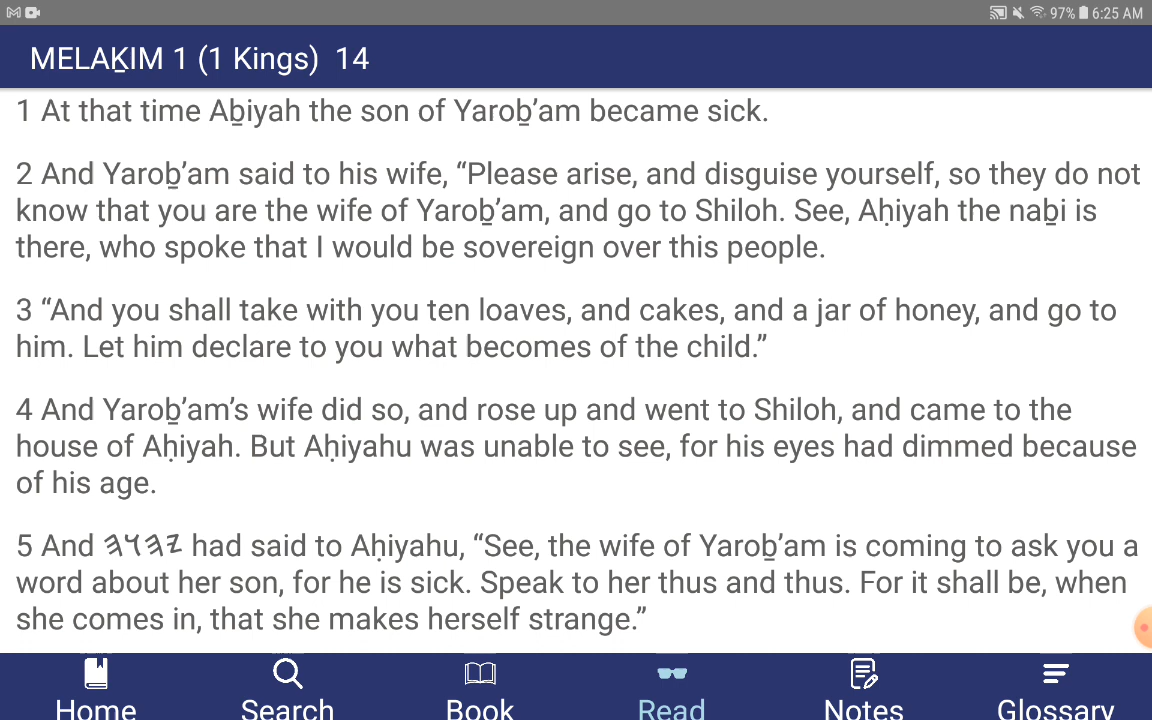 97% 6:25 AM
MELAḴIM 1 (1 Kings) 14
1 At that time Aḇiyah the son of Yaroḇ’am became sick.
2 And Yaroḇ’am said to his wife, “Please arise, and disguise yourself, so they do not
know that you are the wife of Yaroḇ’am, and go to Shiloh. See, Aḥiyah the naḇi is
there, who spoke that I would be sovereign over this people.
3 “And you shall take with you ten loaves, and cakes, and a jar of honey, and go to
him. Let him declare to you what becomes of the child.”
4 And Yaroḇ’am’s wife did so, and rose up and went to Shiloh, and came to the
house of Aḥiyah. But Aḥiyahu was unable to see, for his eyes had dimmed because
of his age.
5 And 𐤉𐤄𐤅𐤄 had said to Aḥiyahu, “See, the wife of Yaroḇ’am is coming to ask you a
word about her son, for he is sick. Speak to her thus and thus. For it shall be, when
she comes in, that she makes herself strange.”
Home Search Book Read Notes Glossary